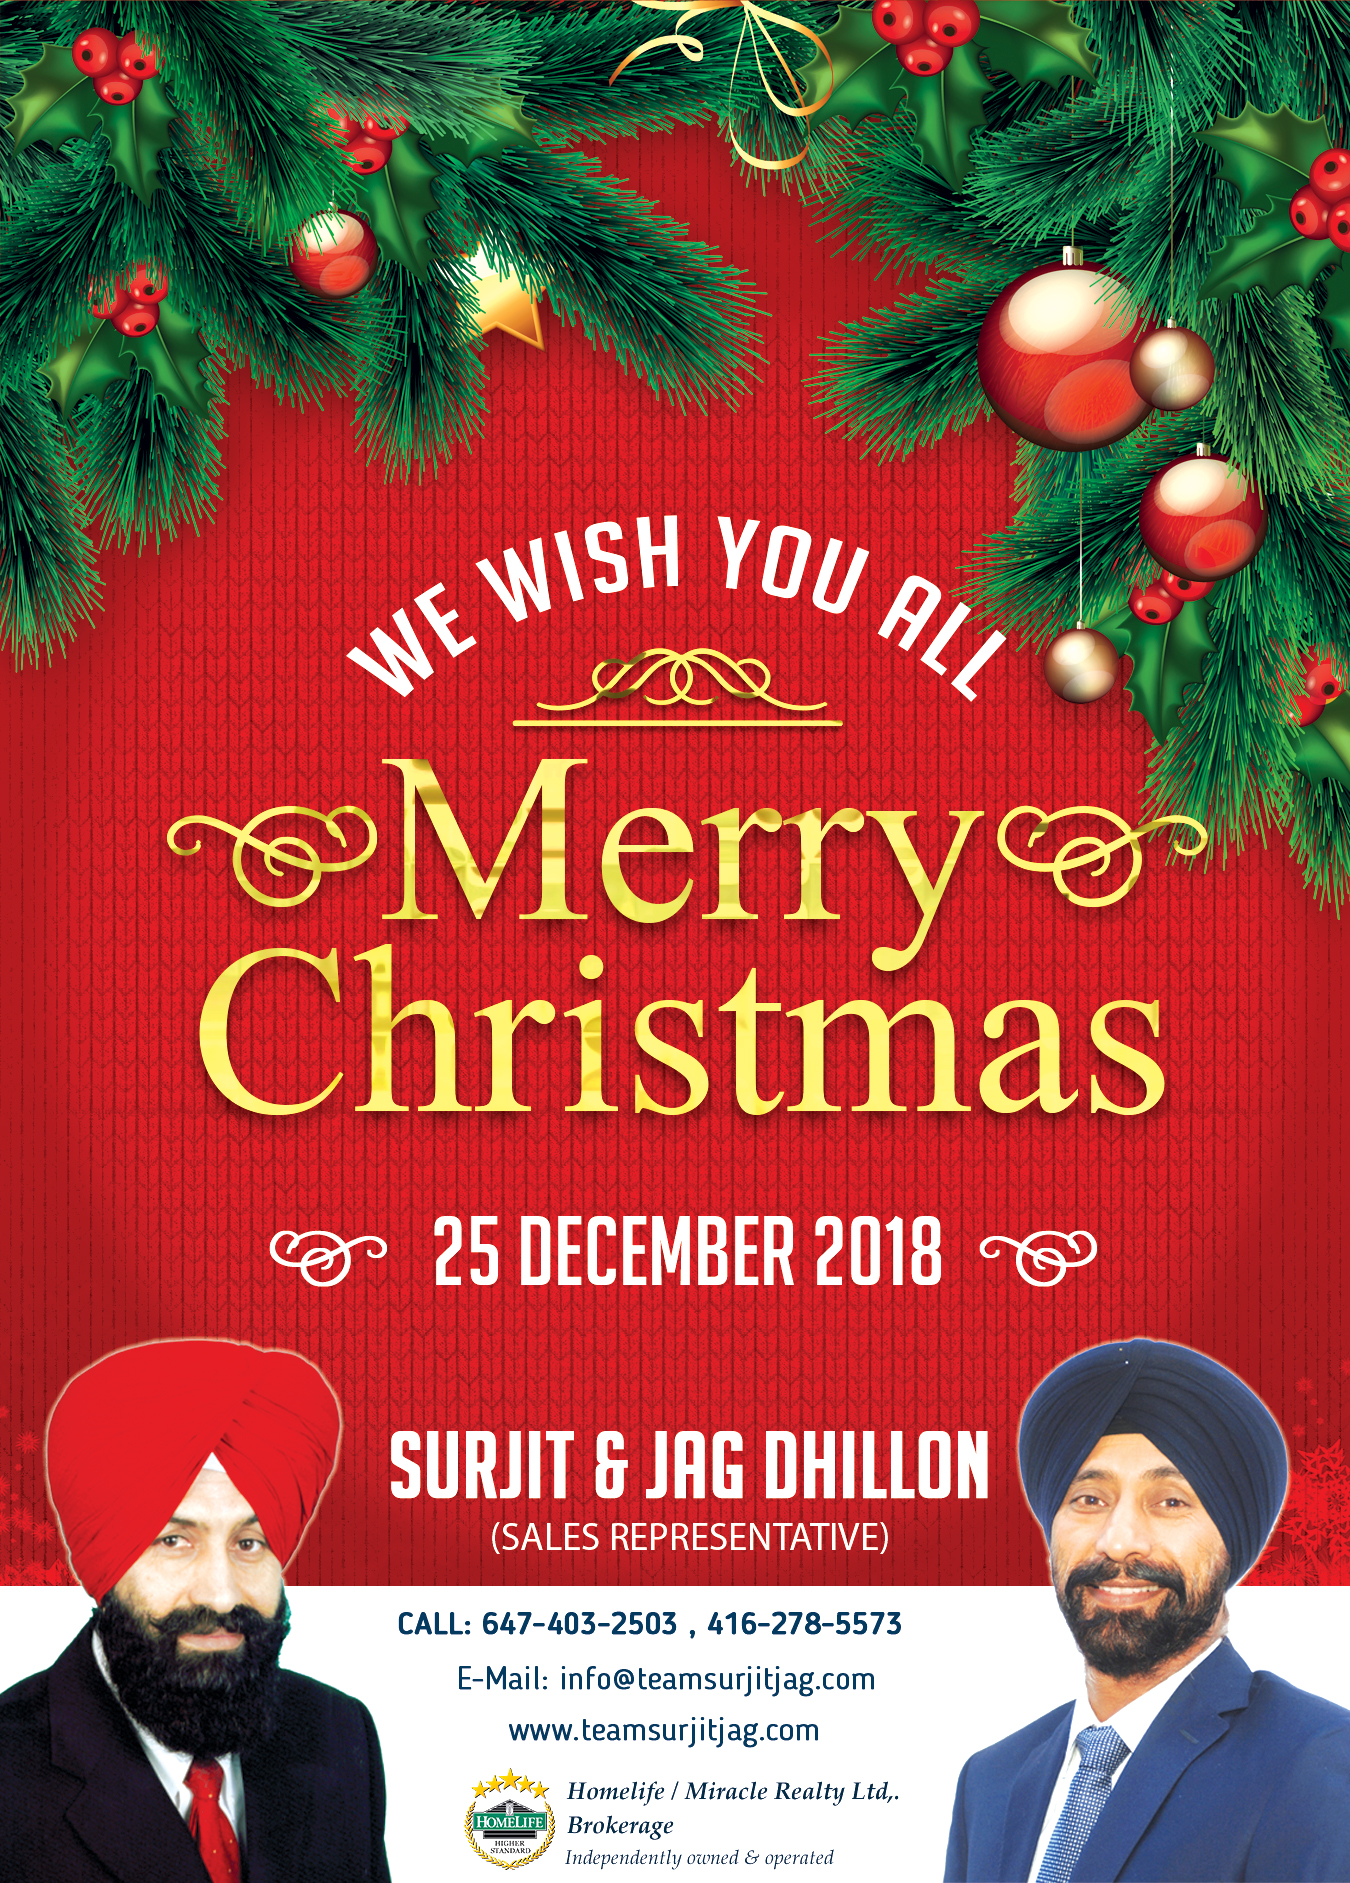 WE WISH YOU ALL
Merry
Christmas
25 DECEMBER 2018
SURJIT & JAG DHILLON
(SALES REPRESENTATIVE)
CALL: 647-403-2503 , 416-278-5573
E-Mail: info@teamsurjitjag.com
www.teamsurjitjag.com
Homelife / Miracle Realty Ltd,.
Brokerage
Independently owned & operated
HOMELIFE
HIGHER
STANDARD